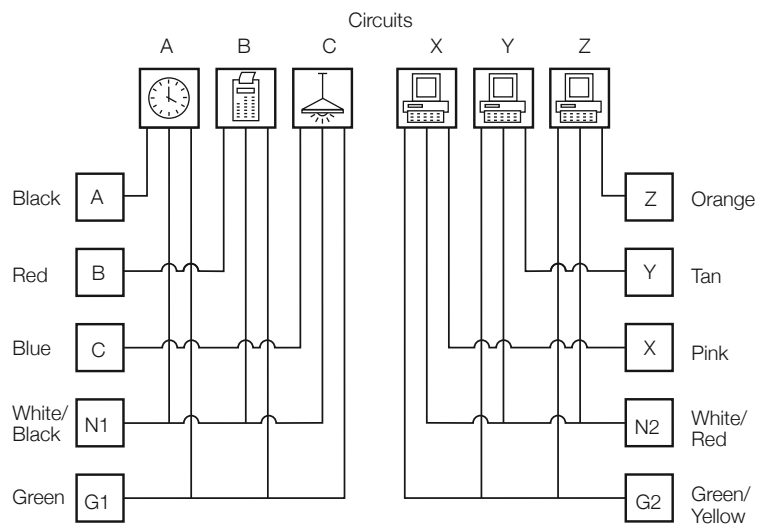 Circuits
A B C X Y Z
Black A
Z Orange
Red B
Y Tan
Blue C
X Pink
White/
Black N1
N2 White/
Red
Green G1
G2 Green/
Yellow